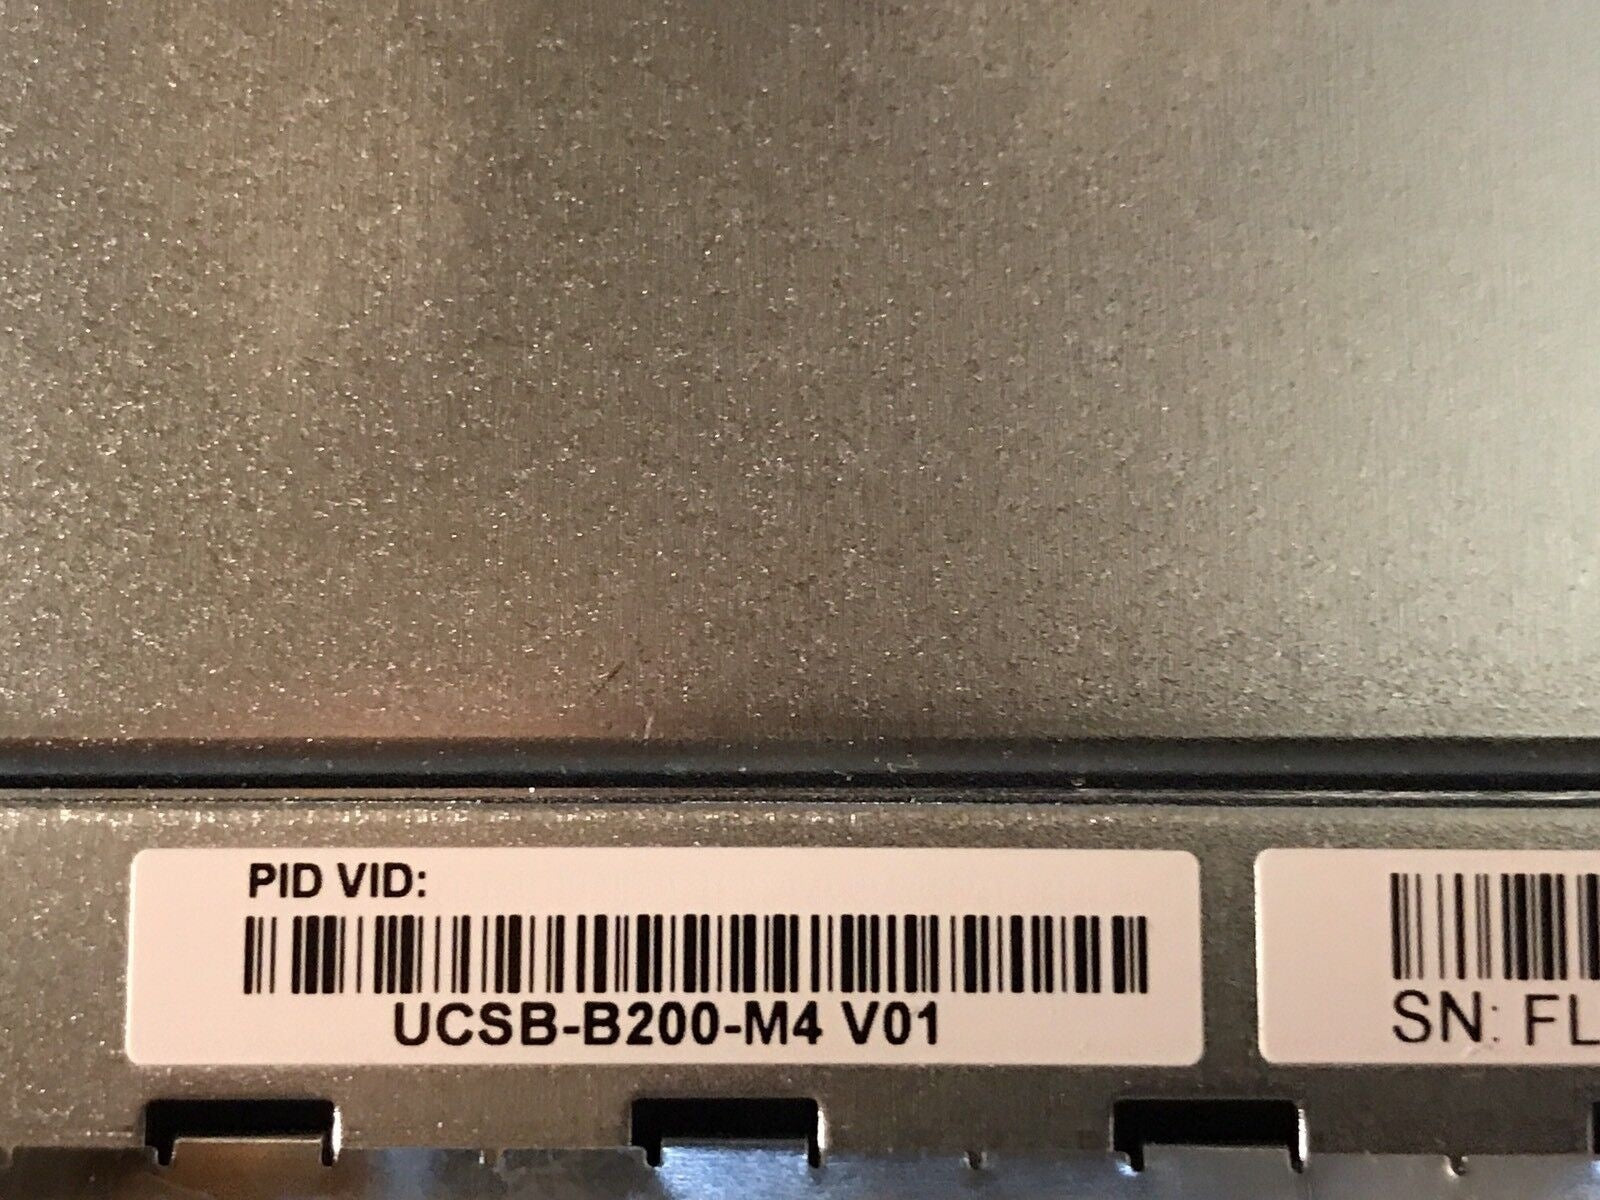 PID VID:
UCSB-B200-M4 V01
SN: FL